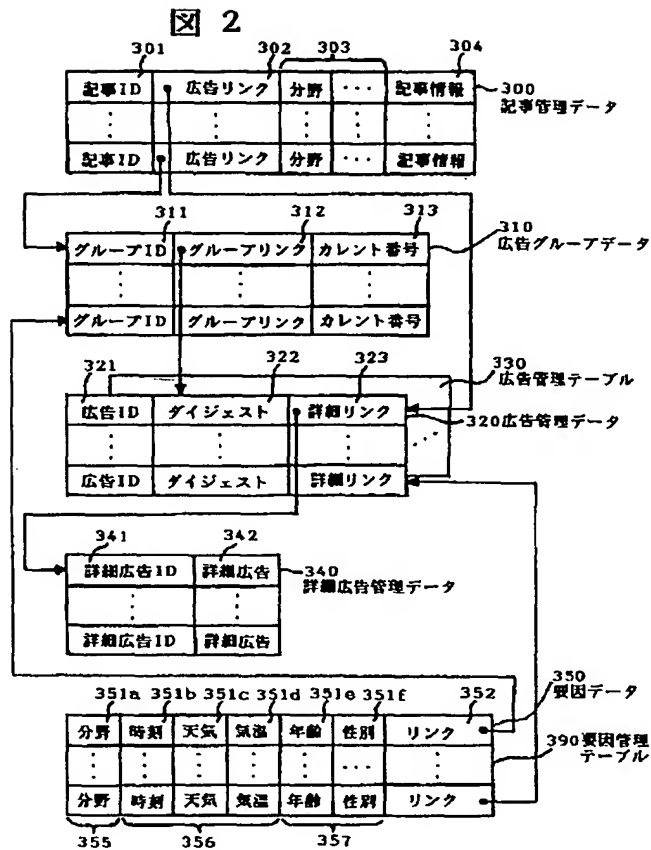 図 2
301 302 303 304
記事ID 広告リンク 分野 ... 記事情報
300
記事管理データ
記事ID 広告リンク 分野 ... 記事情報
311 312 313
グループID グループリンク カレント番号
310
広告グループデータ
グループID グループリンク カレント番号
321 322 323 330
広告管理テーブル
広告ID ダイジェスト 詳細リンク
320広告管理データ
広告ID ダイジェスト 詳細リンク
341 342
詳細広告ID 詳細広告
340
詳細広告管理データ
詳細広告ID 詳細広告
351a 351b 351c 351d 351e 351f 352
350
要因データ
分野 時刻 天気 気温 年齢 性別 リンク
390要因管理
テーブル
分野 時刻 天気 気温 年齢 性別 リンク
355 356 357